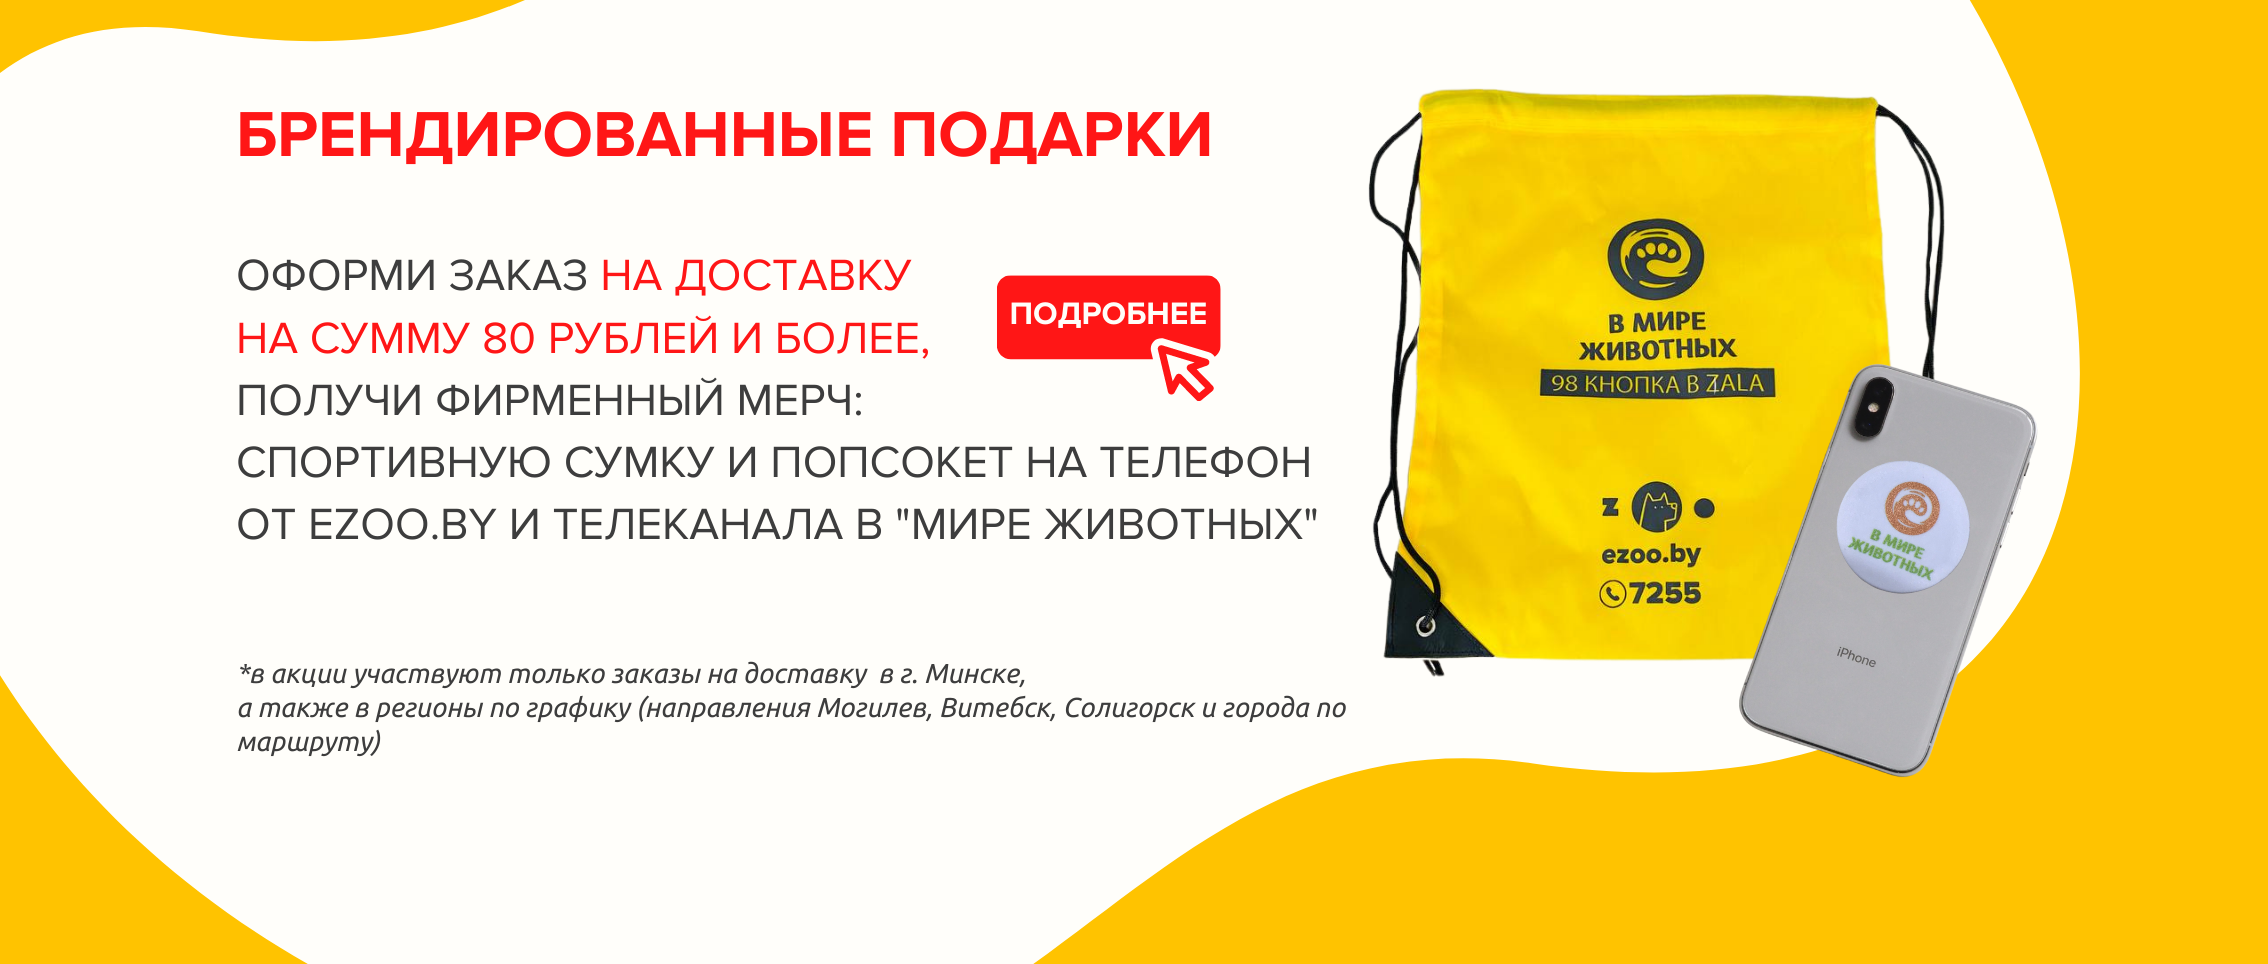 БРЕНДИРОВАННЫЕ ПОДАРКИ
ОФОРМИ ЗАКАЗ НА ДОСТАВКУ
НА СУММУ 80 РУБЛЕЙ И БОЛЕЕ,
ПОЛУЧИ ФИРМЕННЫЙ МЕРЧ:
СПОРТИВНУЮ СУМКУ И ПОПСОКЕТ НА ТЕЛЕФОН
ОТ EZOO.BY И ТЕЛЕКАНАЛА В "МИРЕ ЖИВОТНЫХ"
ПОДРОБНЕЕ
*в акции участвуют только заказы на доставку  в г. Минске,
а также в регионы по графику (направления Могилев, Витебск, Солигорск и города по
маршруту)
В МИРЕ
ЖИВОТНЫХ
98 КНОПКА В ZALA
Z
ezoo.by
7255
В МИРЕ
ЖИВОТНЫХ
iPhone